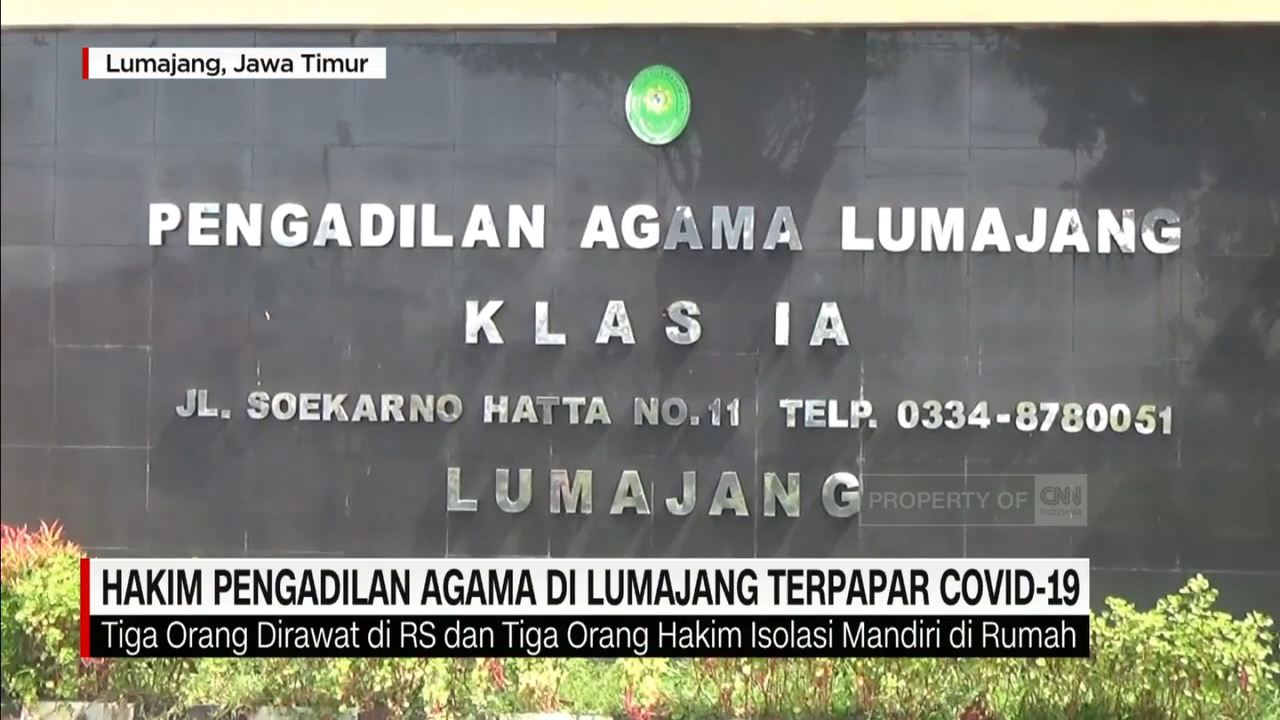 Lumajang, Jawa Timur
PENGADILAN AGAMA LUMAJANG
KLAS IA
JL. SOEKARNO HATTA NO.11 TELP. 0334-8780051
LUMAJANG
PROPERTY OF CNN Indonesia
HAKIM PENGADILAN AGAMA DI LUMAJANG TERPAPAR COVID-19
Tiga Orang Dirawat di RS dan Tiga Orang Hakim Isolasi Mandiri di Rumah